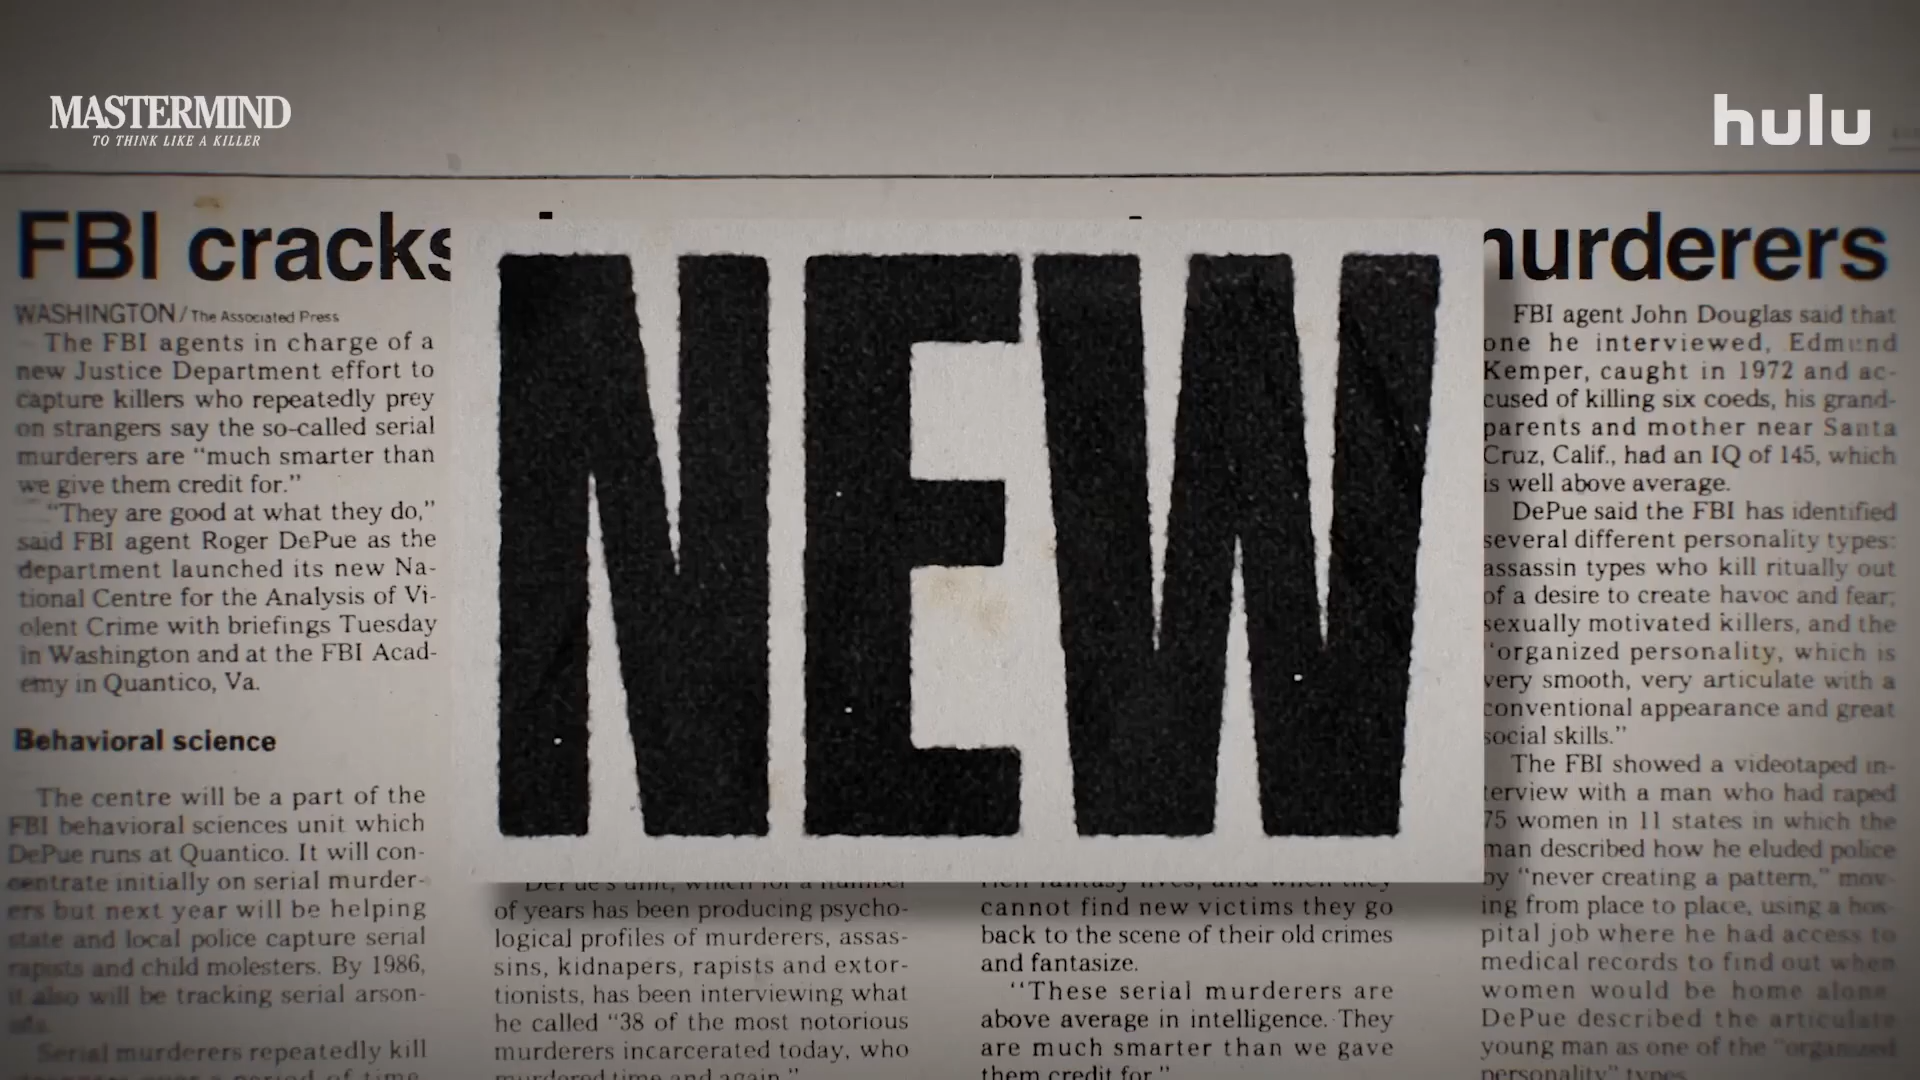 MASTERMIND
TO THINK LIKE A KILLER
hulu
FBI cracks
murderers
NEW
WASHINGTON/The Associated Press
The FBI agents in charge of a
new Justice Department effort to
capture killers who repeatedly prey
on strangers say the so-called serial
murderers are “much smarter than
we give them credit for.”
“They are good at what they do,”
said FBI agent Roger DePue as the
department launched its new Na-
tional Centre for the Analysis of Vi-
olent Crime with briefings Tuesday
in Washington and at the FBI Acad-
emy in Quantico, Va.
Behavioral science
The centre will be a part of the
FBI behavioral sciences unit which
DePue runs at Quantico. It will con-
centrate initially on serial murder-
ers but next year will be helping
state and local police capture serial
rapists and child molesters. By 1986,
it also will be tracking serial arson-
Serial murderers repeatedly kill
DePue's unit, which for a number
of years has been producing psycho-
logical profiles of murderers, assas-
sins, kidnapers, rapists and extor-
tionists, has been interviewing what
he called “38 of the most notorious
murderers incarcerated today, who
murdered time and again.”
rich fantasy lives, and when they
cannot find new victims they go
back to the scene of their old crimes
and fantasize.
“These serial murderers are
above average in intelligence. They
are much smarter than we gave
them credit for.”
FBI agent John Douglas said that
one he interviewed, Edmund
Kemper, caught in 1972 and ac-
cused of killing six coeds, his grand-
parents and mother near Santa
Cruz, Calif., had an IQ of 145, which
is well above average.
DePue said the FBI has identified
several different personality types:
assassin types who kill ritually out
of a desire to create havoc and fear,
sexually motivated killers, and the
“organized personality, which is
very smooth, very articulate with a
conventional appearance and great
social skills.”
The FBI showed a videotaped in-
terview with a man who had raped
75 women in 11 states in which the
man described how he eluded police
by “never creating a pattern,” mov-
ing from place to place, using a hos-
pital job where he had access to
medical records to find out when
women would be home alone.
DePue described the articulate
young man as one of the “organized
personality” types.